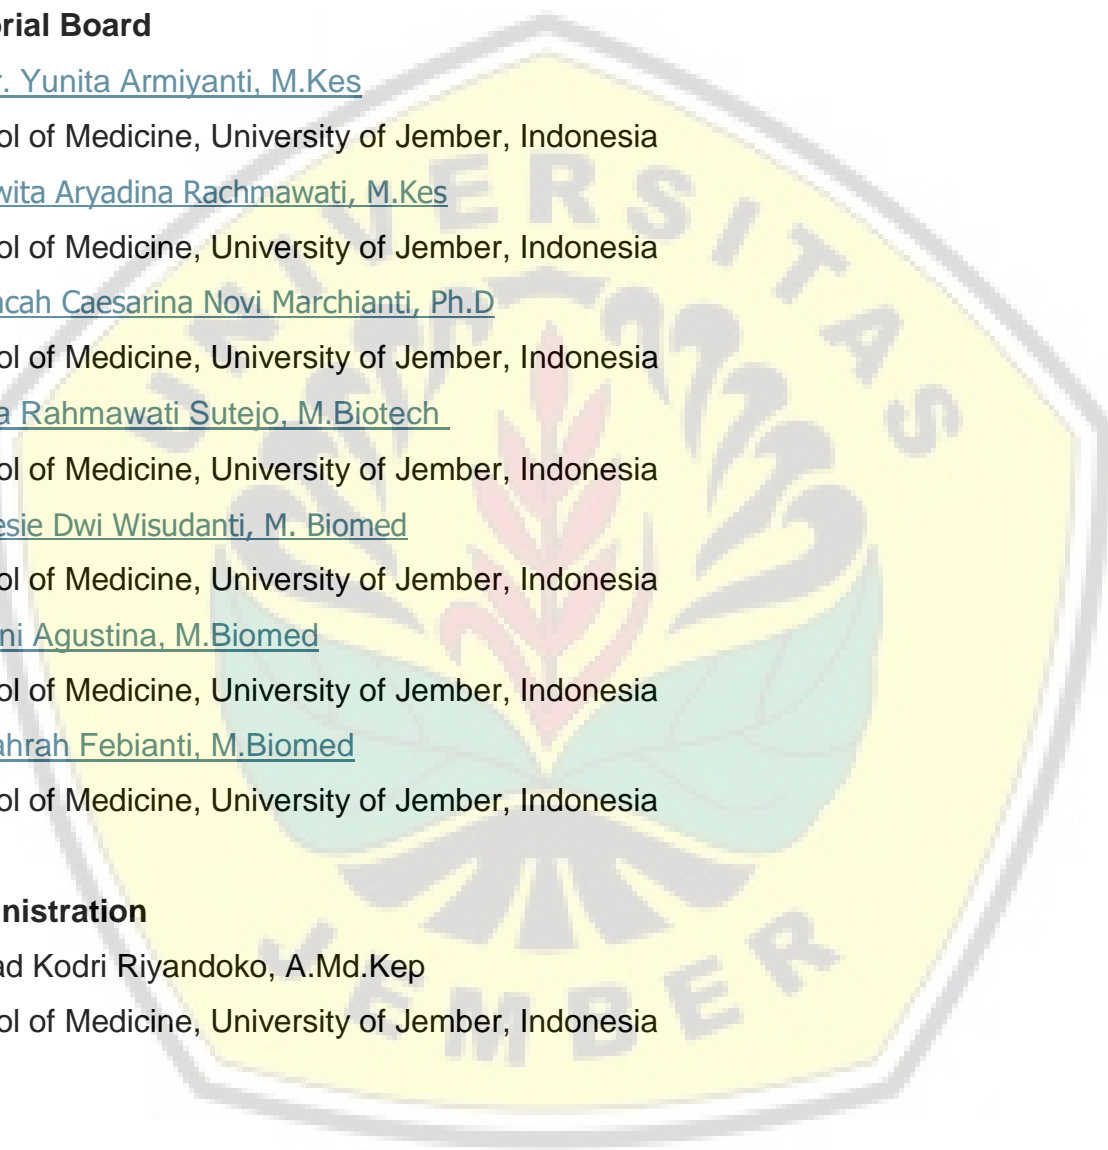 orial Board
r. Yunita Armiyanti, M.Kes
ol of Medicine, University of Jember, Indonesia
wita Aryadina Rachmawati, M.Kes
ol of Medicine, University of Jember, Indonesia
ncah Caesarina Novi Marchianti, Ph.D
ol of Medicine, University of Jember, Indonesia
a Rahmawati Sutejo, M.Biotech
ol of Medicine, University of Jember, Indonesia
esie Dwi Wisudanti, M. Biomed
ol of Medicine, University of Jember, Indonesia
ni Agustina, M.Biomed
ol of Medicine, University of Jember, Indonesia
ahrah Febianti, M.Biomed
ol of Medicine, University of Jember, Indonesia
nistration
ad Kodri Riyandoko, A.Md.Kep
ol of Medicine, University of Jember, Indonesia
UNIVERSITAS
JEMBER